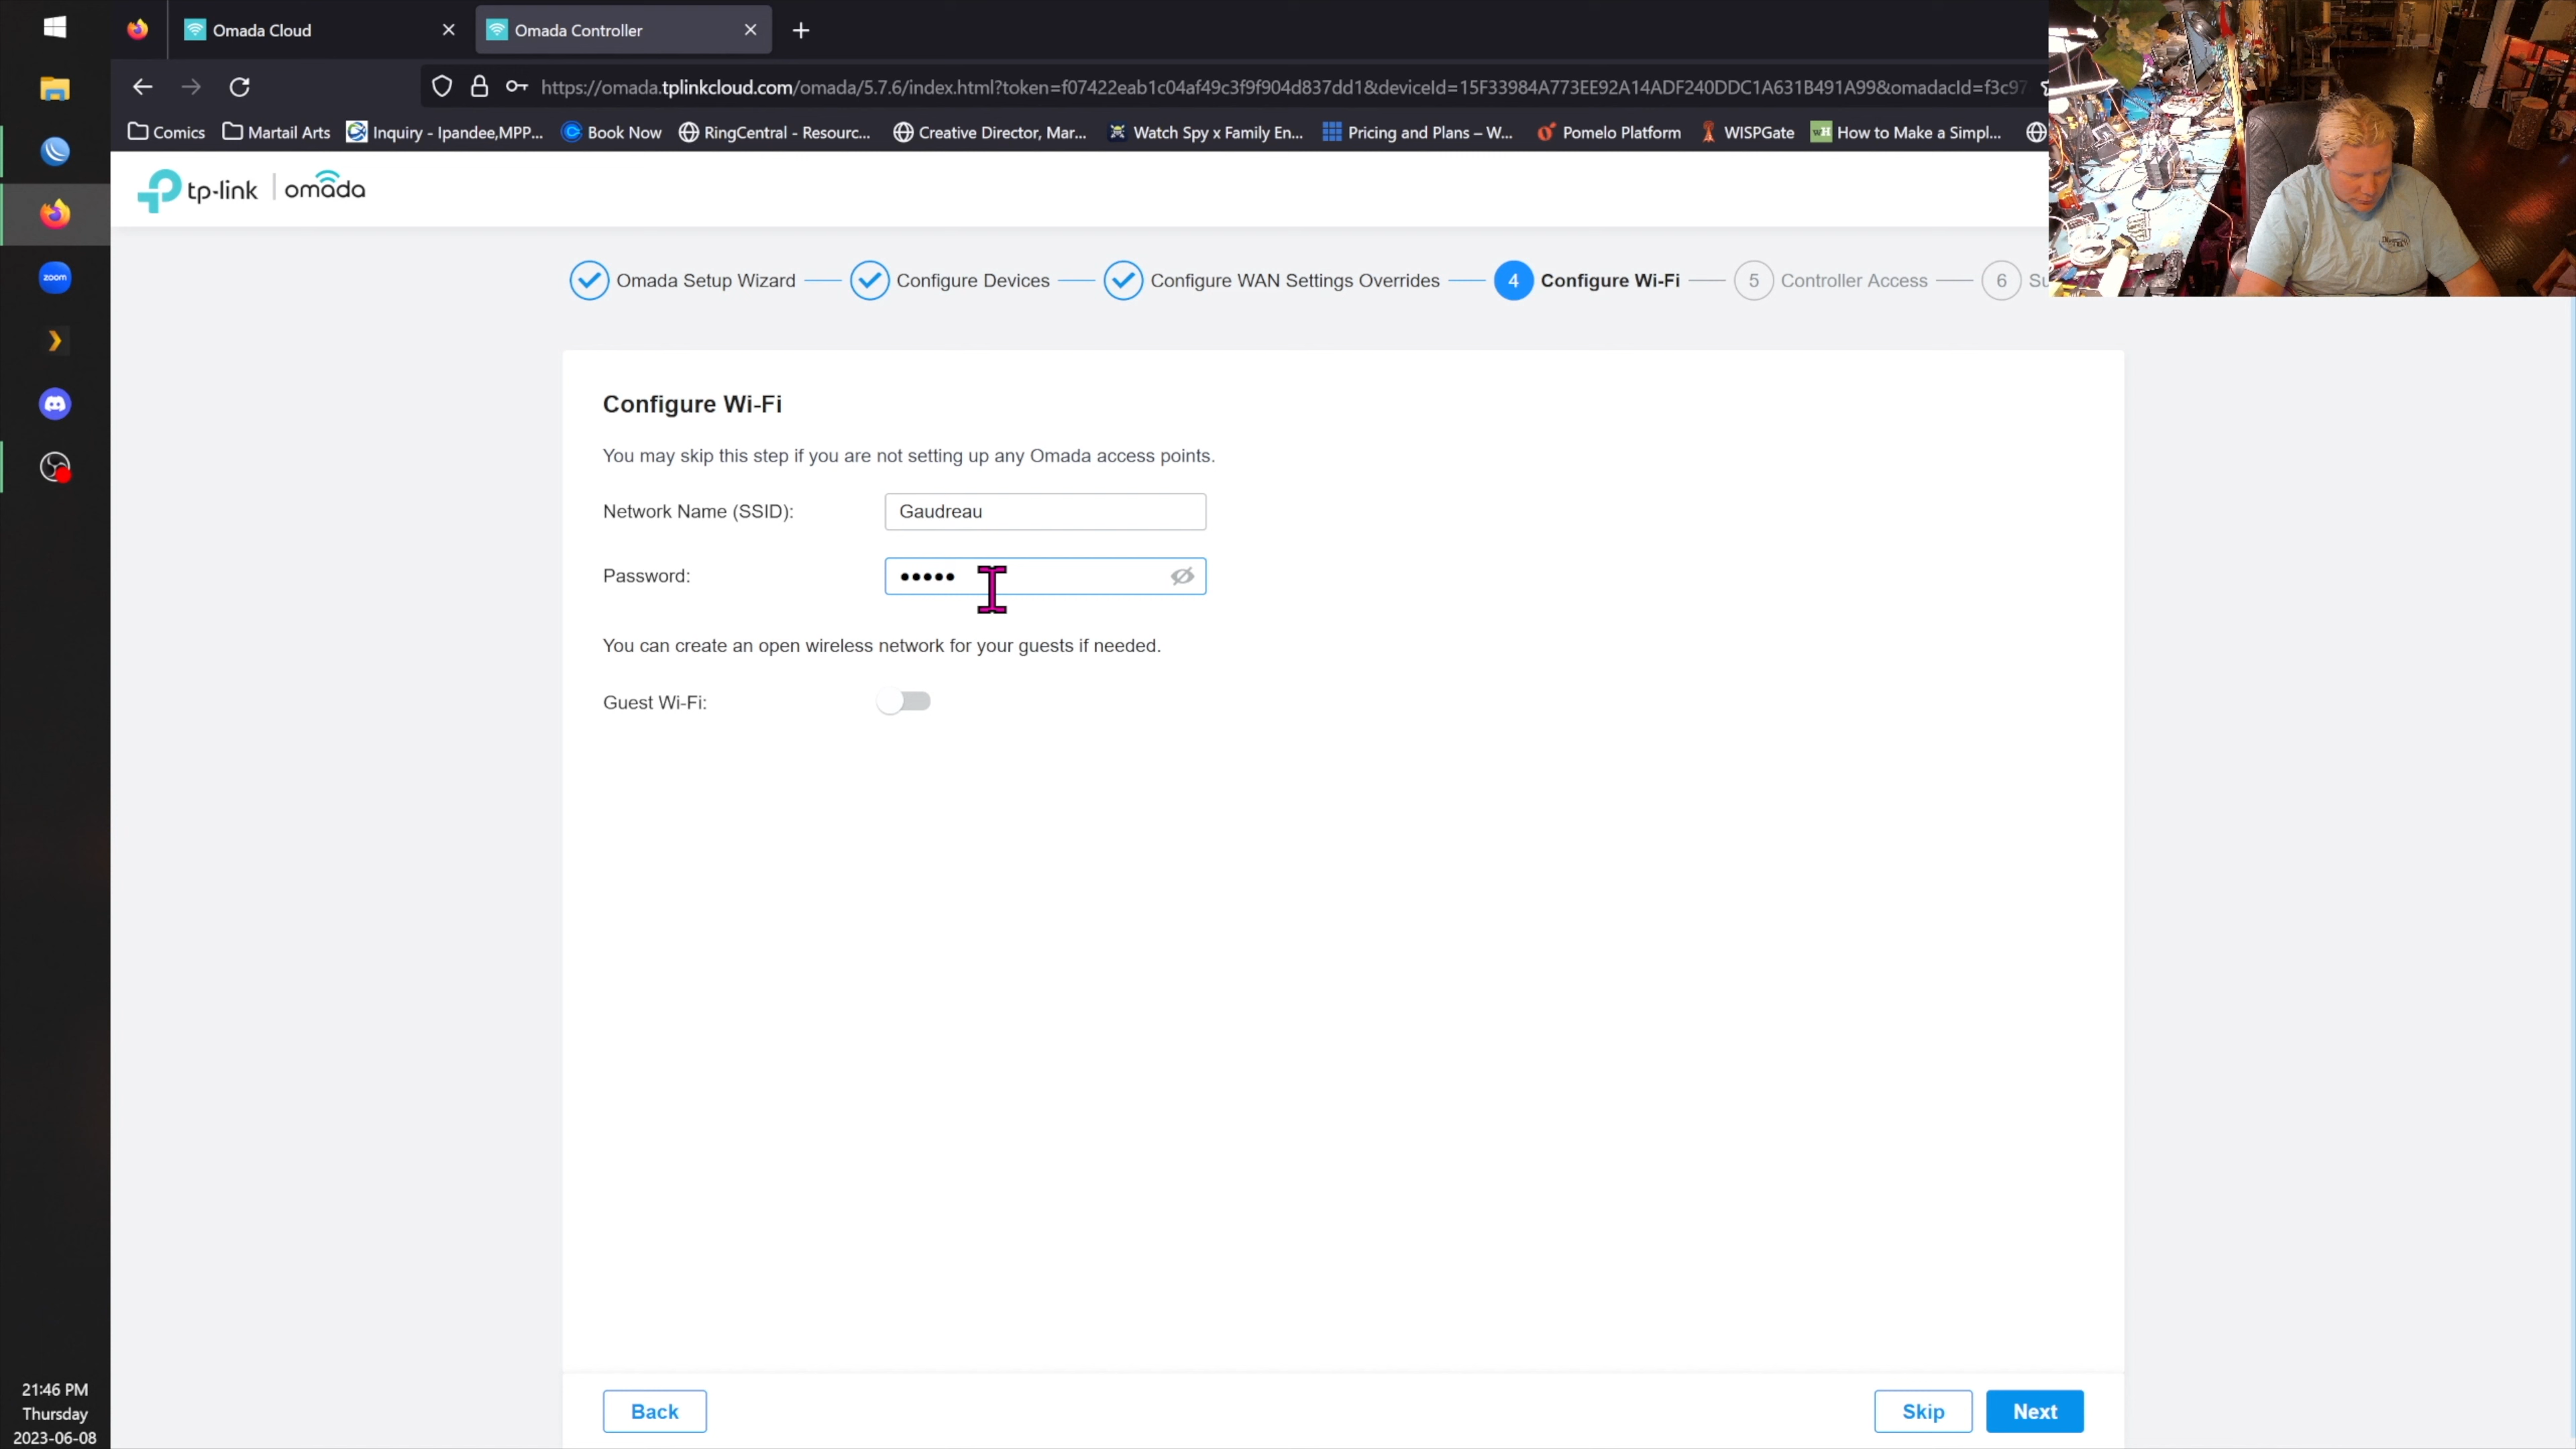 Omada Cloud
Omada Controller
https://omada.tplinkcloud.com/omada/5.7.6/index.html?token=f07422eab1c04af49c3f9f904d837dd1&deviceId=15F33984A773EE92A14ADF240DDC1A631B491A99&omadacId=f3c97
Comics Martail Arts Inquiry - Ipandee,MPP... Book Now RingCentral - Resourc... Creative Director, Mar... Watch Spy x Family En... Pricing and Plans – W... Pomelo Platform WISPGate wH How to Make a Simpl...
tp-link | omada
Omada Setup Wizard Configure Devices Configure WAN Settings Overrides 4 Configure Wi-Fi 5 Controller Access 6 Su
zoom
Configure Wi-Fi
You may skip this step if you are not setting up any Omada access points.
Network Name (SSID): Gaudreau
Password: •••••
You can create an open wireless network for your guests if needed.
Guest Wi-Fi:
Back Skip Next
21:46 PM
Thursday
2023-06-08